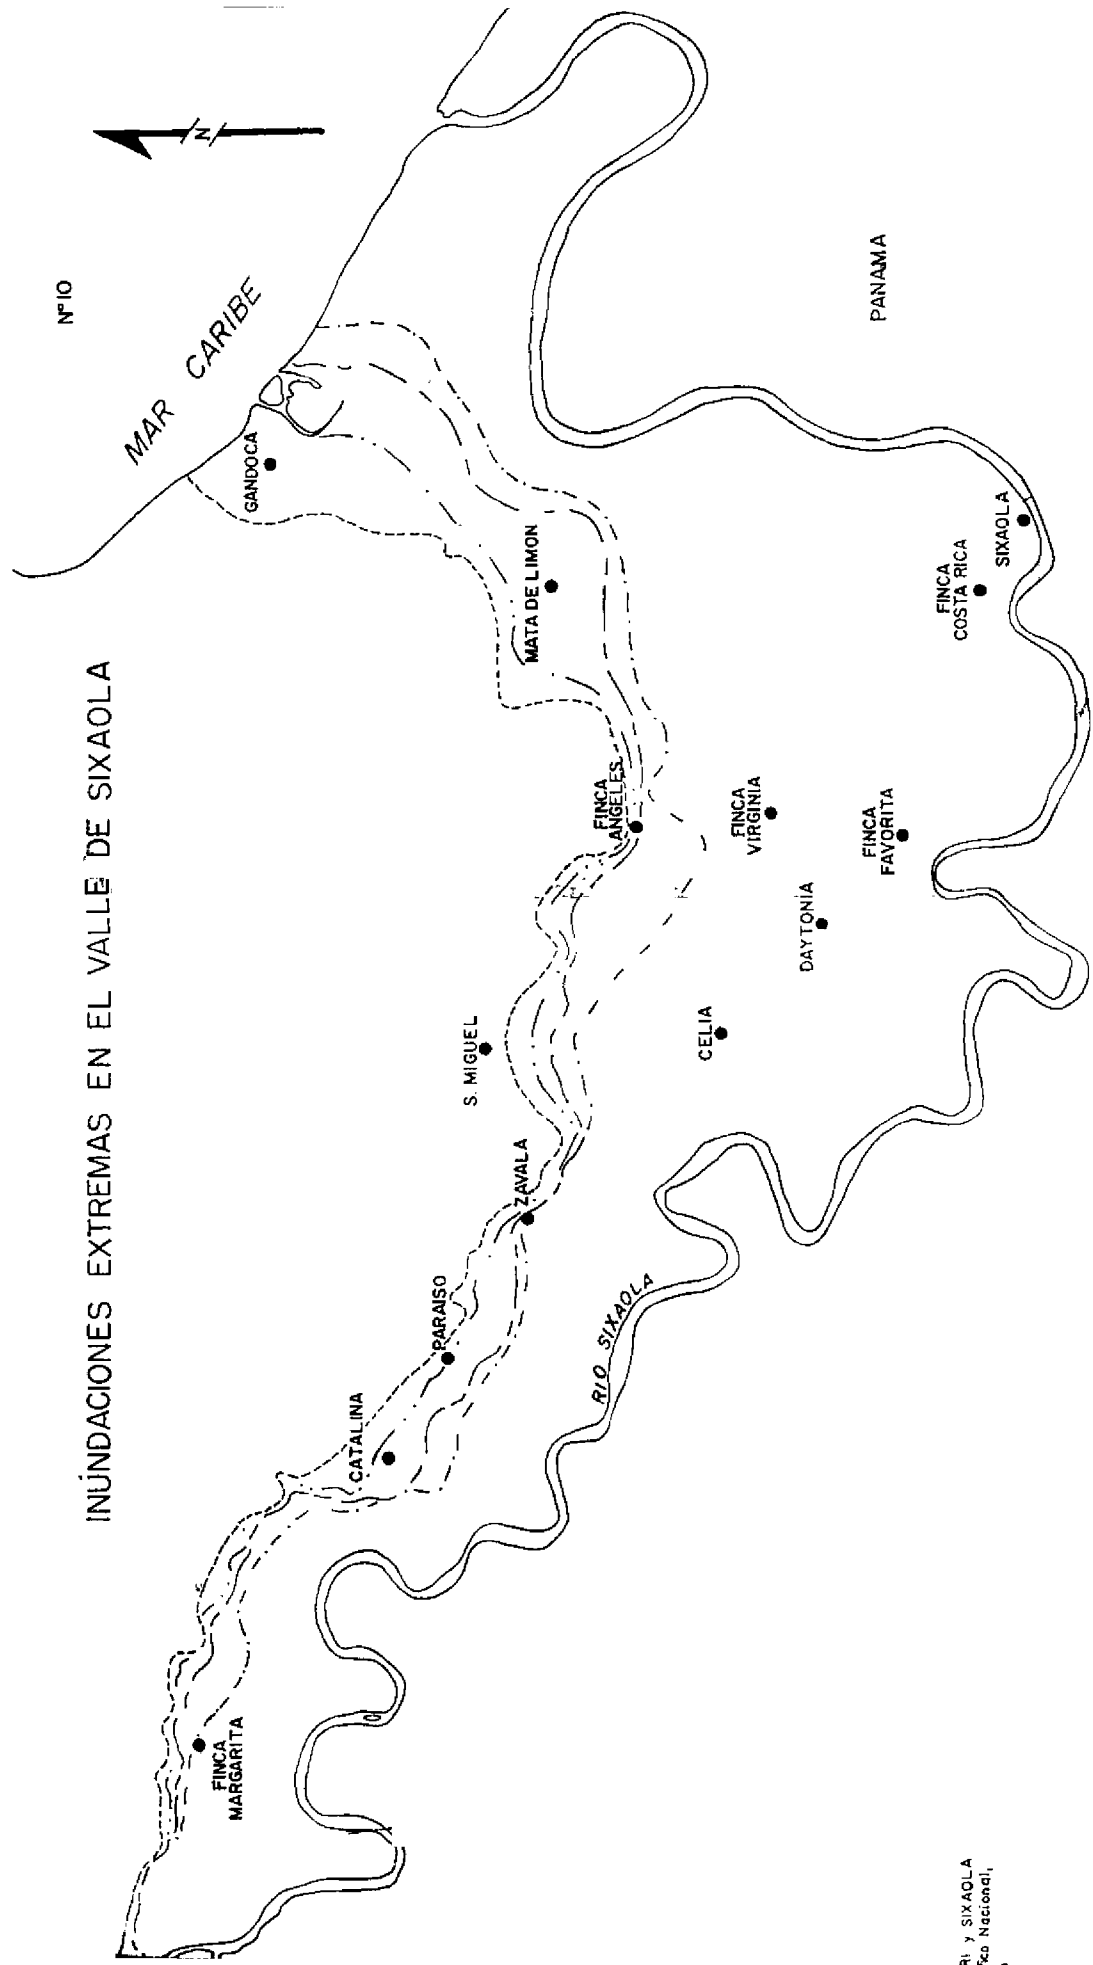 INUNDACIONES EXTREMAS EN EL VALLE DE SIXAOLA
Nº10
MAR CARIBE
N
GANDOCA
MATA DE LIMON
FINCA
ANGELES
S. MIGUEL
ZAVALA
PARAISO
CATALINA
FINCA
MARGARITA
RIO SIXAOLA
CELIA
DAYTONIA
FINCA
VIRGINIA
FINCA
FAVORITA
FINCA
COSTA RICA
SIXAOLA
PANAMA
y SIXAOLA
Nacional,